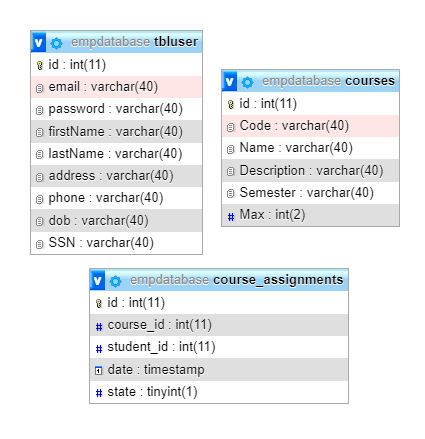 empdatabase tbluser
id : int(11)
email : varchar(40)
password : varchar(40)
firstName : varchar(40)
lastName : varchar(40)
address : varchar(40)
phone : varchar(40)
dob : varchar(40)
SSN : varchar(40)
empdatabase courses
id : int(11)
Code : varchar(40)
Name : varchar(40)
Description : varchar(40)
Semester : varchar(40)
# Max : int(2)
empdatabase course_assignments
id : int(11)
# course_id : int(11)
# student_id : int(11)
date : timestamp
# state : tinyint(1)